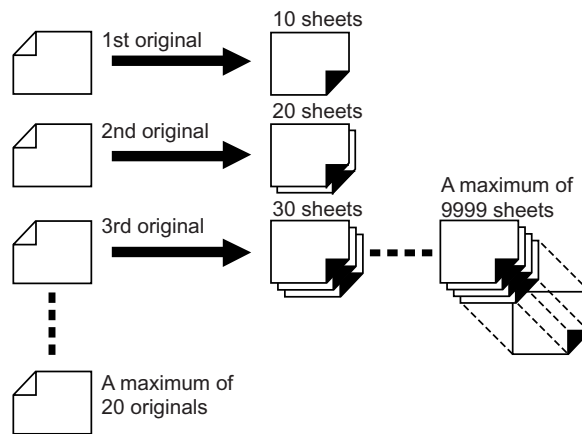 10 sheets
1st original
20 sheets
2nd original
A maximum of
9999 sheets
30 sheets
3rd original
A maximum of
20 originals